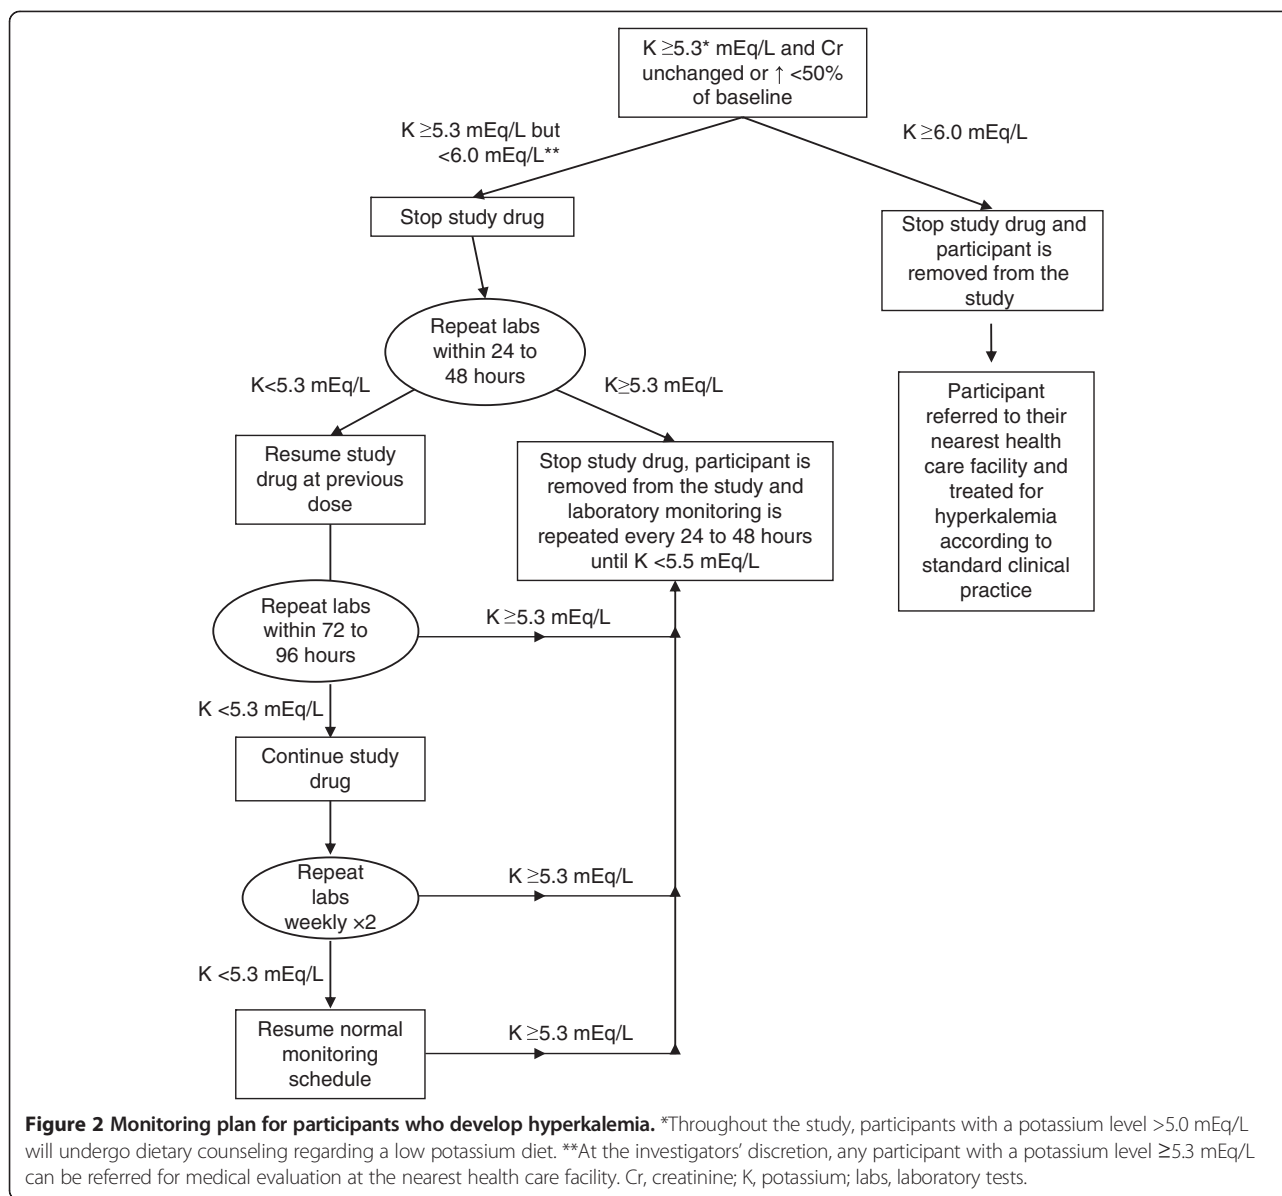 K ≥5.3* mEq/L and Cr
unchanged or ↑ <50%
of baseline
K ≥5.3 mEq/L but
<6.0 mEq/L**
K ≥6.0 mEq/L
Stop study drug
Stop study drug and
participant is
removed from the
study
Repeat labs
within 24 to
48 hours
K<5.3 mEq/L
K≥5.3 mEq/L
Participant
referred to their
nearest health
care facility and
treated for
hyperkalemia
according to
standard clinical
practice
Resume study
drug at previous
dose
Stop study drug, participant is
removed from the study and
laboratory monitoring is
repeated every 24 to 48 hours
until K <5.5 mEq/L
Repeat labs
within 72 to
96 hours
K ≥5.3 mEq/L
K <5.3 mEq/L
Continue study
drug
Repeat
labs
weekly ×2
K ≥5.3 mEq/L
K <5.3 mEq/L
Resume normal
monitoring
schedule
K ≥5.3 mEq/L
Figure 2 Monitoring plan for participants who develop hyperkalemia. *Throughout the study, participants with a potassium level >5.0 mEq/L
will undergo dietary counseling regarding a low potassium diet. **At the investigators’ discretion, any participant with a potassium level ≥5.3 mEq/L
can be referred for medical evaluation at the nearest health care facility. Cr, creatinine; K, potassium; labs, laboratory tests.